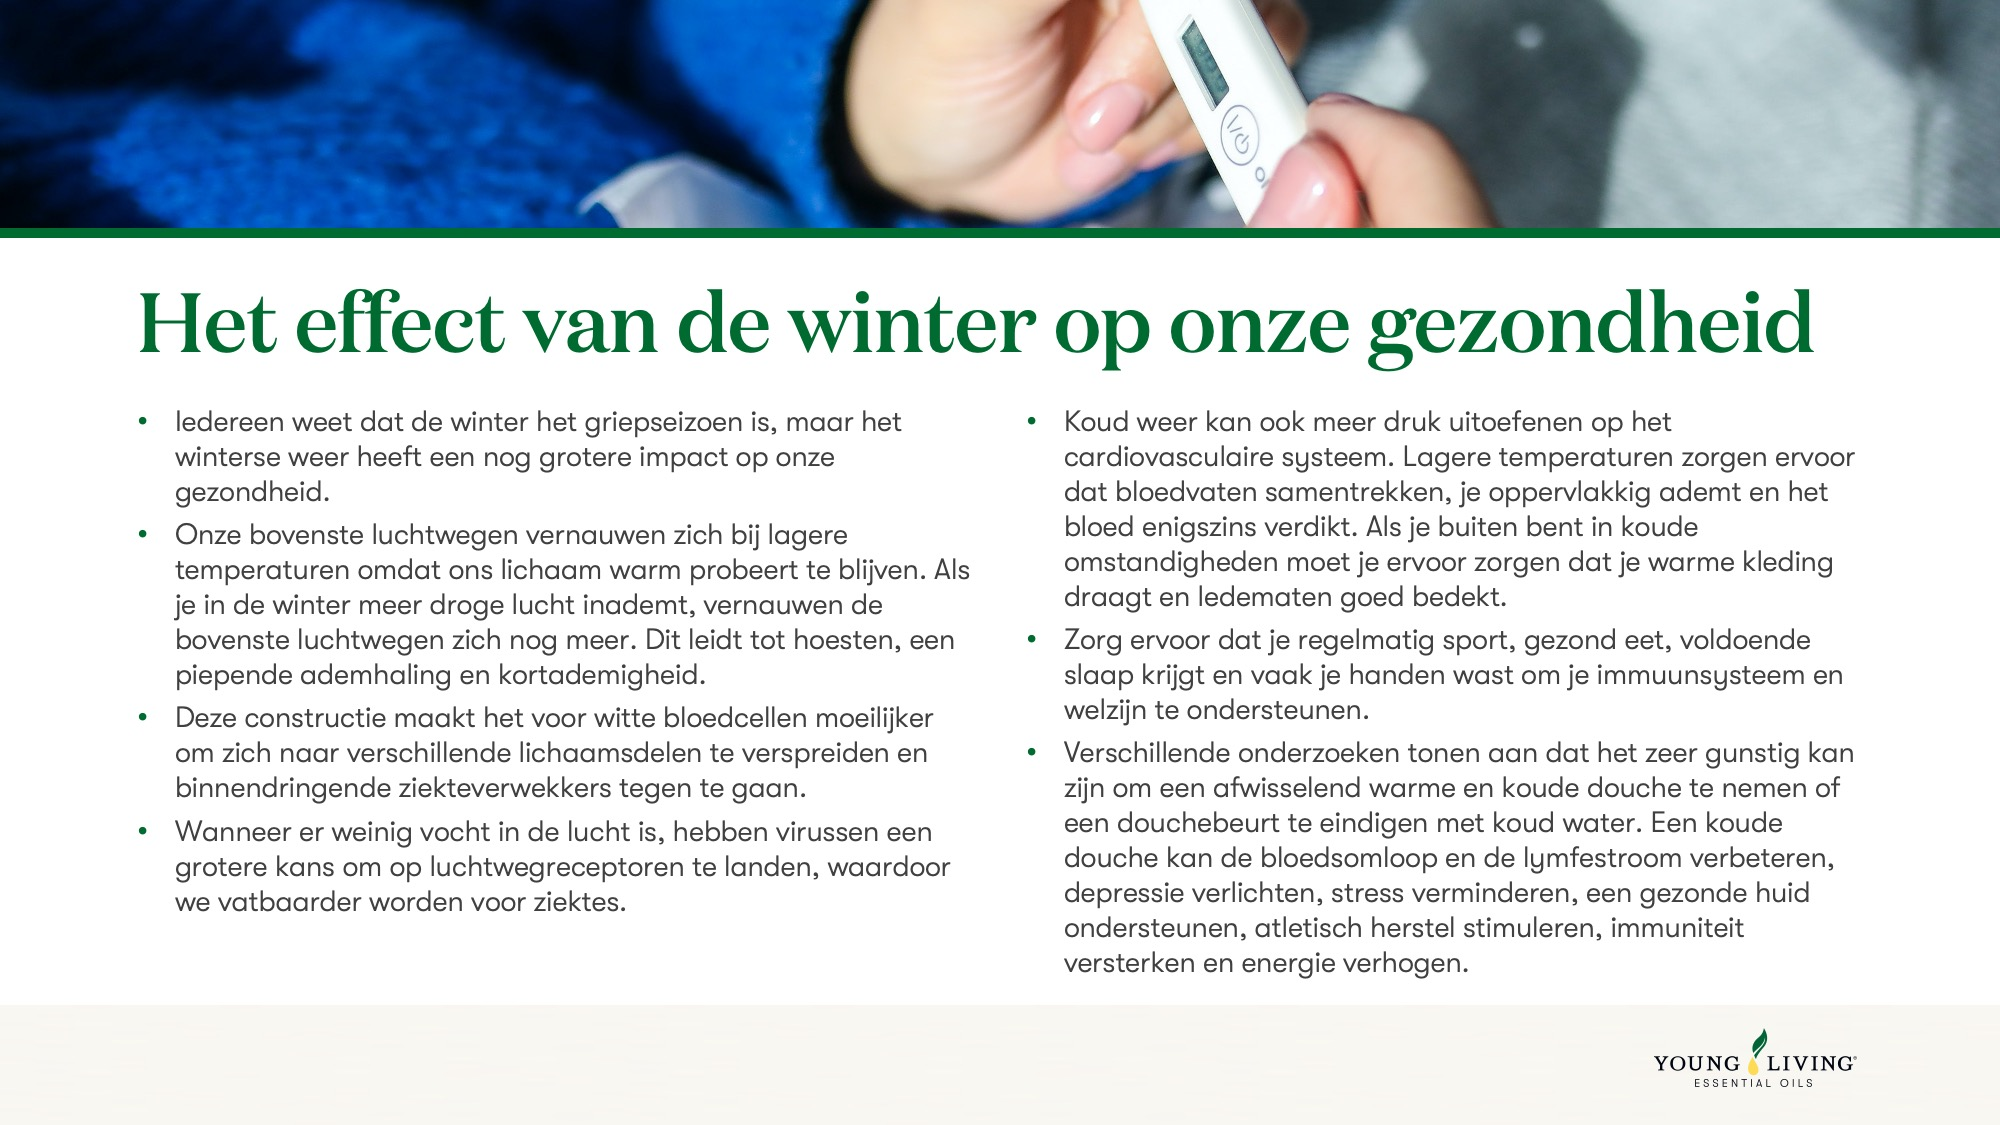 Het effect van de winter op onze gezondheid
• Iedereen weet dat de winter het griepseizoen is, maar het
winterse weer heeft een nog grotere impact op onze
gezondheid.
• Onze bovenste luchtwegen vernauwen zich bij lagere
temperaturen omdat ons lichaam warm probeert te blijven. Als
je in de winter meer droge lucht inademt, vernauwen de
bovenste luchtwegen zich nog meer. Dit leidt tot hoesten, een
piepende ademhaling en kortademigheid.
• Deze constructie maakt het voor witte bloedcellen moeilijker
om zich naar verschillende lichaamsdelen te verspreiden en
binnendringende ziekteverwekkers tegen te gaan.
• Wanneer er weinig vocht in de lucht is, hebben virussen een
grotere kans om op luchtwegreceptoren te landen, waardoor
we vatbaarder worden voor ziektes.
• Koud weer kan ook meer druk uitoefenen op het
cardiovasculaire systeem. Lagere temperaturen zorgen ervoor
dat bloedvaten samentrekken, je oppervlakkig ademt en het
bloed enigszins verdikt. Als je buiten bent in koude
omstandigheden moet je ervoor zorgen dat je warme kleding
draagt en ledematen goed bedekt.
• Zorg ervoor dat je regelmatig sport, gezond eet, voldoende
slaap krijgt en vaak je handen wast om je immuunsysteem en
welzijn te ondersteunen.
• Verschillende onderzoeken tonen aan dat het zeer gunstig kan
zijn om een afwisselend warme en koude douche te nemen of
een douchebeurt te eindigen met koud water. Een koude
douche kan de bloedsomloop en de lymfestroom verbeteren,
depressie verlichten, stress verminderen, een gezonde huid
ondersteunen, atletisch herstel stimuleren, immuniteit
versterken en energie verhogen.
YOUNG LIVING®
ESSENTIAL OILS